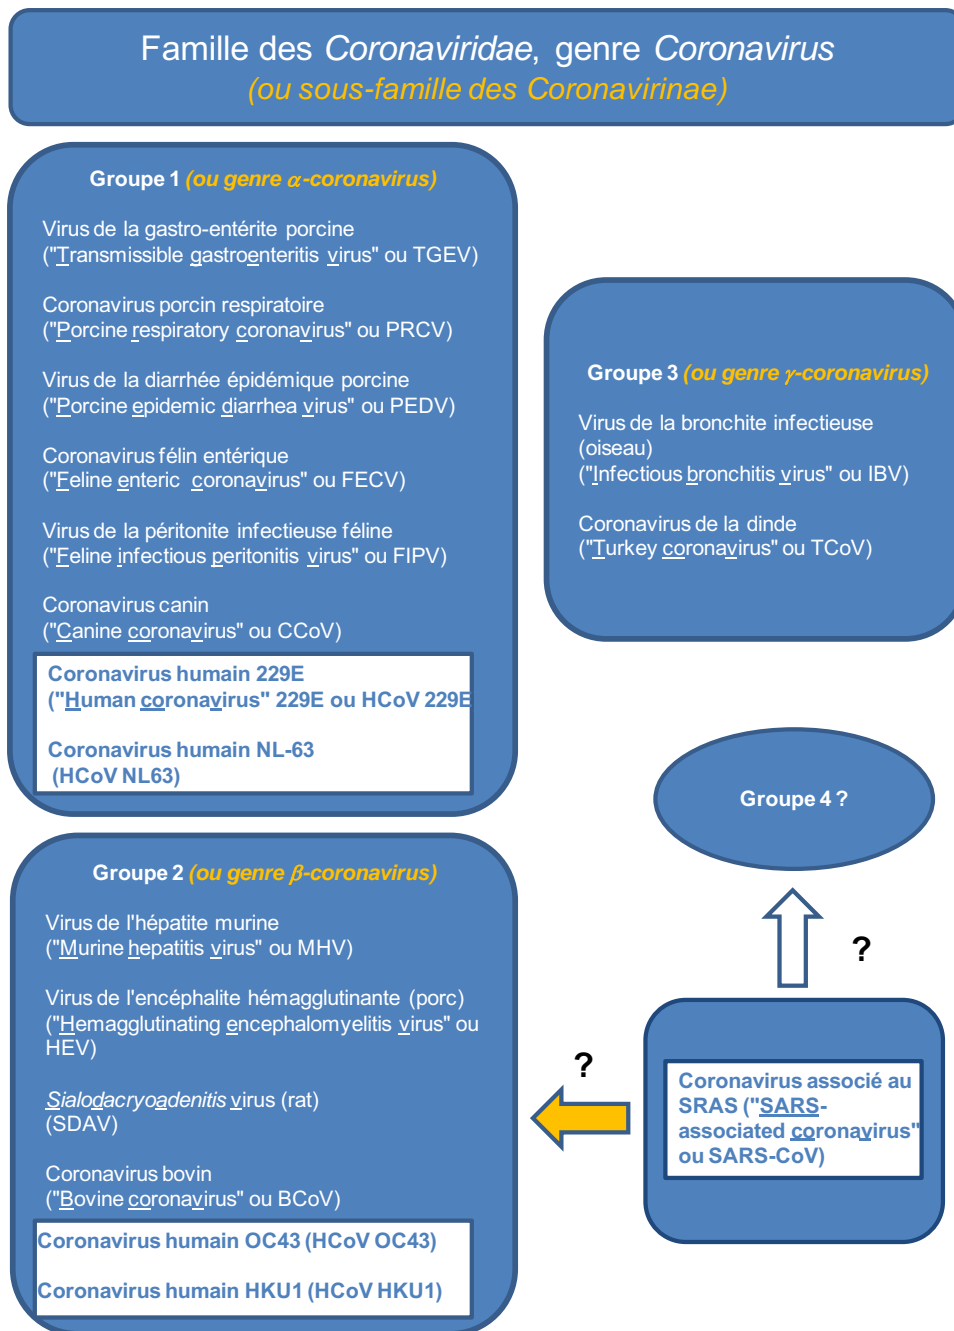 Famille des Coronaviridae, genre Coronavirus
(ou sous-famille des Coronavirinae)
Groupe 1 (ou genre α-coronavirus)
Virus de la gastro-entérite porcine
("Transmissible gastroenteritis virus" ou TGEV)
Coronavirus porcin respiratoire
("Porcine respiratory coronavirus" ou PRCV)
Virus de la diarrhée épidémique porcine
("Porcine epidemic diarrhea virus" ou PEDV)
Coronavirus félin entérique
("Feline enteric coronavirus" ou FECV)
Virus de la péritonite infectieuse féline
("Feline infectious peritonitis virus" ou FIPV)
Coronavirus canin
("Canine coronavirus" ou CCoV)
Coronavirus humain 229E
("Human coronavirus" 229E ou HCoV 229E
Coronavirus humain NL-63
(HCoV NL63)
Groupe 3 (ou genre γ-coronavirus)
Virus de la bronchite infectieuse
(oiseau)
("Infectious bronchitis virus" ou IBV)
Coronavirus de la dinde
("Turkey coronavirus" ou TCoV)
Groupe 4 ?
?
Groupe 2 (ou genre β-coronavirus)
Virus de l'hépatite murine
("Murine hepatitis virus" ou MHV)
Virus de l'encéphalite hémagglutinante (porc)
("Hemagglutinating encephalomyelitis virus" ou
HEV)
Sialodacryoadenitis virus (rat)
(SDAV)
Coronavirus bovin
("Bovine coronavirus" ou BCoV)
Coronavirus humain OC43 (HCoV OC43)
Coronavirus humain HKU1 (HCoV HKU1)
?
Coronavirus associé au
SRAS ("SARS-
associated coronavirus"
ou SARS-CoV)